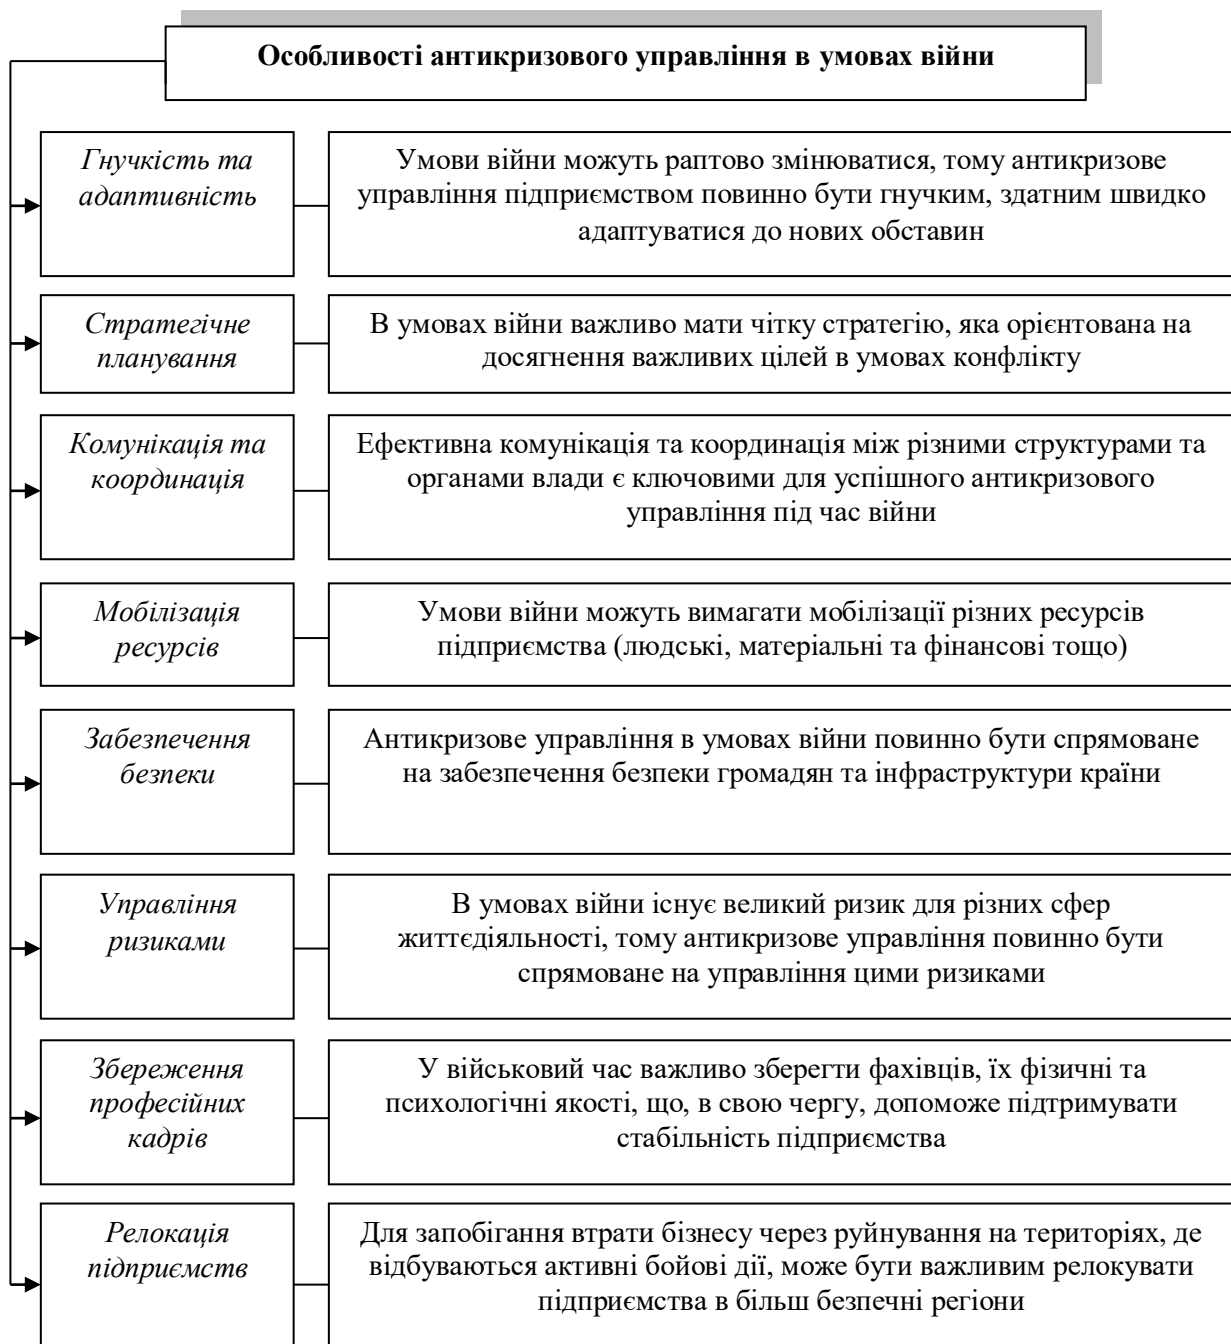 Особливості антикризового управління в умовах війни
Гнучкість та
адаптивність
Умови війни можуть раптово змінюватися, тому антикризове
управління підприємством повинно бути гнучким, здатним швидко
адаптуватися до нових обставин
Стратегічне
планування
В умовах війни важливо мати чітку стратегію, яка орієнтована на
досягнення важливих цілей в умовах конфлікту
Комунікація та
координація
Ефективна комунікація та координація між різними структурами та
органами влади є ключовими для успішного антикризового
управління під час війни
Мобілізація
ресурсів
Умови війни можуть вимагати мобілізації різних ресурсів
підприємства (людські, матеріальні та фінансові тощо)
Забезпечення
безпеки
Антикризове управління в умовах війни повинно бути спрямоване
на забезпечення безпеки громадян та інфраструктури країни
Управління
ризиками
В умовах війни існує великий ризик для різних сфер
життєдіяльності, тому антикризове управління повинно бути
спрямоване на управління цими ризиками
Збереження
професійних
кадрів
У військовий час важливо зберегти фахівців, їх фізичні та
психологічні якості, що, в свою чергу, допоможе підтримувати
стабільність підприємства
Релокація
підприємств
Для запобігання втрати бізнесу через руйнування на територіях, де
відбуваються активні бойові дії, може бути важливим релокувати
підприємства в більш безпечні регіони